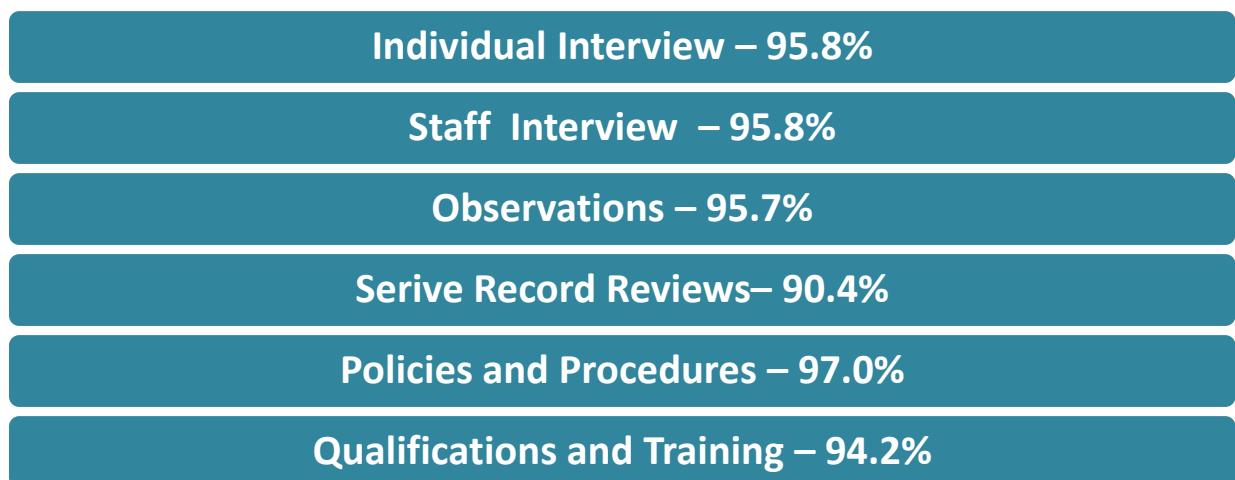 Individual Interview – 95.8%
Staff  Interview  – 95.8%
Observations – 95.7%
Serive Record Reviews– 90.4%
Policies and Procedures – 97.0%
Qualifications and Training – 94.2%